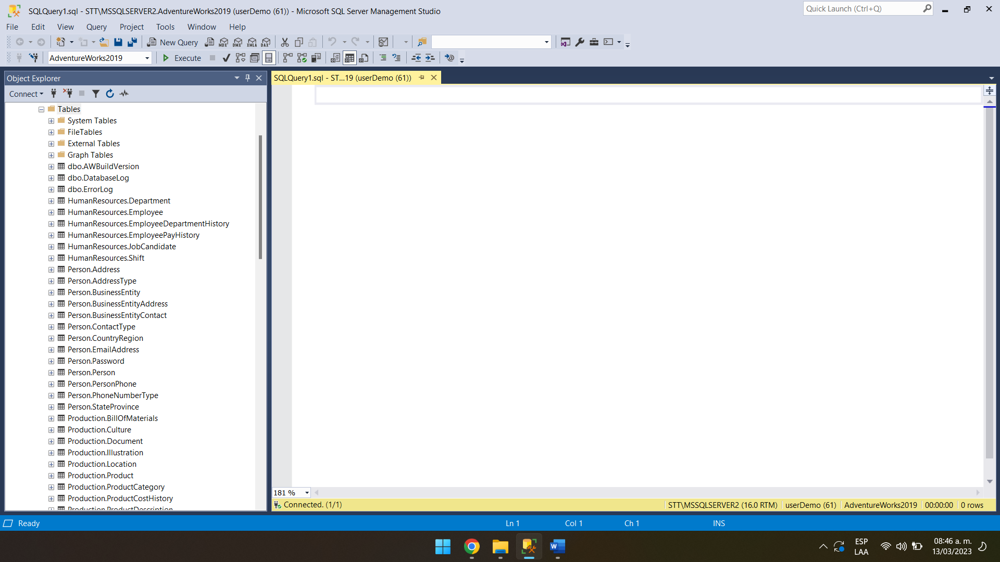 SQLQuery1.sql - STT\MSSQLSERVER2.AdventureWorks2019 (userDemo (61)) - Microsoft SQL Server Management Studio
Quick Launch (Ctrl+Q)
File Edit View Query Project Tools Window Help
New Query MDX DMX XMLA DAX
AdventureWorks2019 Execute
Object Explorer
Connect
Tables
System Tables
FileTables
External Tables
Graph Tables
dbo.AWBuildVersion
dbo.DatabaseLog
dbo.ErrorLog
HumanResources.Department
HumanResources.Employee
HumanResources.EmployeeDepartmentHistory
HumanResources.EmployeePayHistory
HumanResources.JobCandidate
HumanResources.Shift
Person.Address
Person.AddressType
Person.BusinessEntity
Person.BusinessEntityAddress
Person.BusinessEntityContact
Person.ContactType
Person.CountryRegion
Person.EmailAddress
Person.Password
Person.Person
Person.PersonPhone
Person.PhoneNumberType
Person.StateProvince
Production.BillOfMaterials
Production.Culture
Production.Document
Production.Illustration
Production.Location
Production.Product
Production.ProductCategory
Production.ProductCostHistory
Production.ProductDescription
SQLQuery1.sql - ST...19 (userDemo (61))
181 %
Connected. (1/1)
STT\MSSQLSERVER2 (16.0 RTM) userDemo (61) AdventureWorks2019 00:00:00 0 rows
Ready Ln 1 Col 1 Ch 1 INS
ESP
LAA
08:46 a. m.
13/03/2023